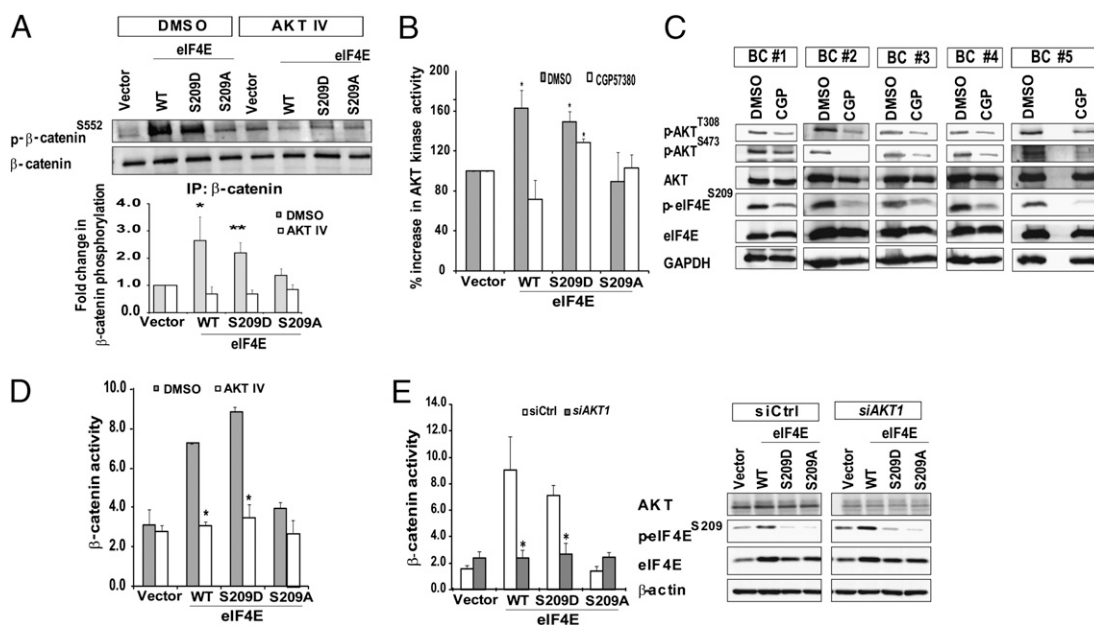 A
DMSO AKT IV
eIF4E eIF4E
Vector WT S209D S209A Vector WT S209D S209A
p-β-catenin S552
β-catenin
IP: β-catenin
Fold change in
β-catenin phosphorylation
4.0
3.0
2.0
1.0
0.0
* **
DMSO
AKT IV
Vector WT S209D S209A
eIF4E
B
% increase in AKT kinase activity
DMSO CGP57380
200
160
120
80
40
0
* * *
Vector WT S209D S209A
eIF4E
C
BC #1 BC #2 BC #3 BC #4 BC #5
DMSO CGP DMSO CGP DMSO CGP DMSO CGP DMSO CGP
p-AKT T308
p-AKT S473
AKT
p-eIF4E S209
eIF4E
GAPDH
D
DMSO AKT IV
β-catenin activity
10.0
8.0
6.0
4.0
2.0
0.0
* *
Vector WT S209D S209A
eIF4E
E
siCtrl siAKT1
β-catenin activity
14.0
12.0
10.0
8.0
6.0
4.0
2.0
0.0
* *
Vector WT S209D S209A
eIF4E
siCtrl siAKT1
eIF4E eIF4E
Vector WT S209D S209A Vector WT S209D S209A
AKT
p-eIF4E S209
eIF4E
β-actin